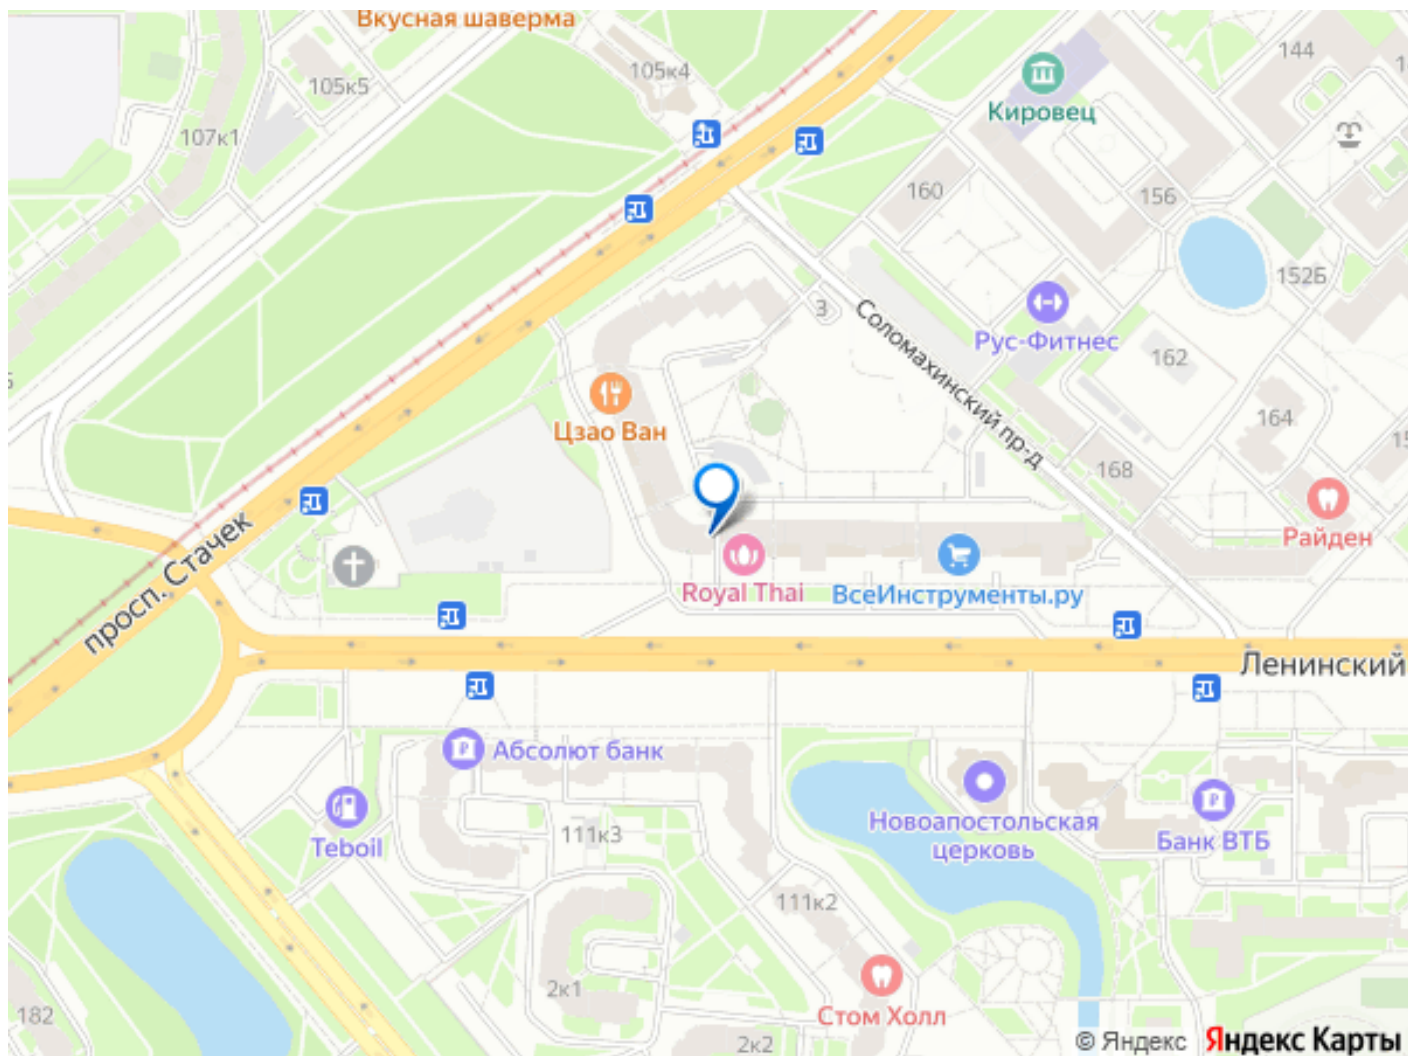 Вкусная шаверма
105к4
105к5
107к1
144
Кировец
160
156
152Б
3
Соломахинский пр-д
Рус-Фитнес
162
164
168
Цзао Ван
Райден
просп. Стачек
Royal Thai
ВсеИнструменты.ру
Ленинский
Абсолют банк
Teboil
111к3
Новоапостольская
церковь
Банк ВТБ
111к2
2к1
Стом Холл
182
2к2
© Яндекс Яндекс Карты